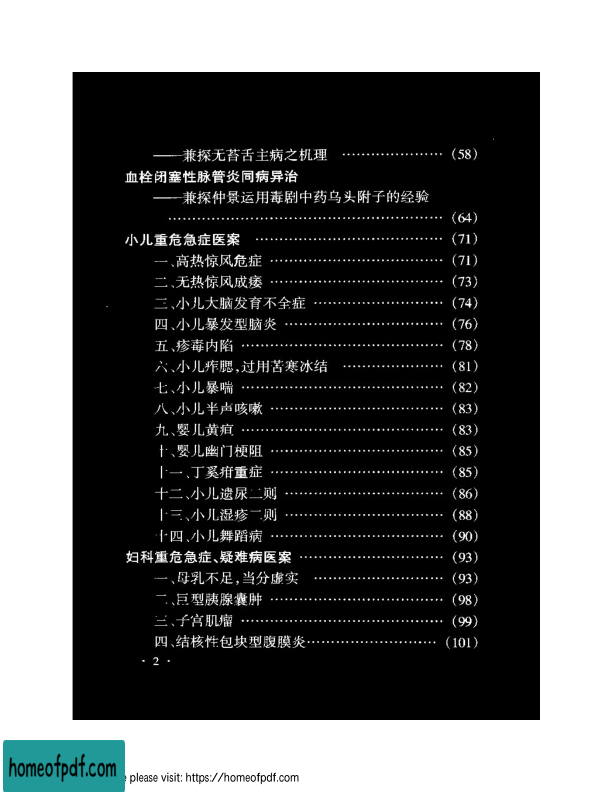 ——兼探无苔舌主病之机理 ………………… (58)
血栓闭塞性脉管炎同病异治
——兼探仲景运用毒剧中药乌头附子的经验
……………………………………………… (64)
小儿重危急症医案 ……………………………… (71)
一、高热惊风危症 …………………………… (71)
二、无热惊风成痿 …………………………… (73)
三、小儿大脑发育不全症 …………………… (74)
四、小儿暴发型脑炎 ………………………… (76)
五、疹毒内陷 ………………………………… (78)
六、小儿痄腮,过用苦寒冰结 ……………… (81)
七、小儿暴喘 ………………………………… (82)
八、小儿半声咳嗽 …………………………… (83)
九、婴儿黄疸 ………………………………… (83)
十、婴儿幽门梗阻 …………………………… (85)
十一、丁奚疳重症 …………………………… (85)
十二、小儿遗尿二则 ………………………… (86)
十三、小儿湿疹二则 ………………………… (88)
十四、小儿舞蹈病 …………………………… (90)
妇科重危急症、疑难病医案 ……………………… (93)
一、母乳不足,当分虚实 …………………… (93)
二、巨型胰腺囊肿 …………………………… (98)
三、子宫肌瘤 ………………………………… (99)
四、结核性包块型腹膜炎…………………… (101)
· 2 ·
homeofpdf.com
please visit: https://homeofpdf.com